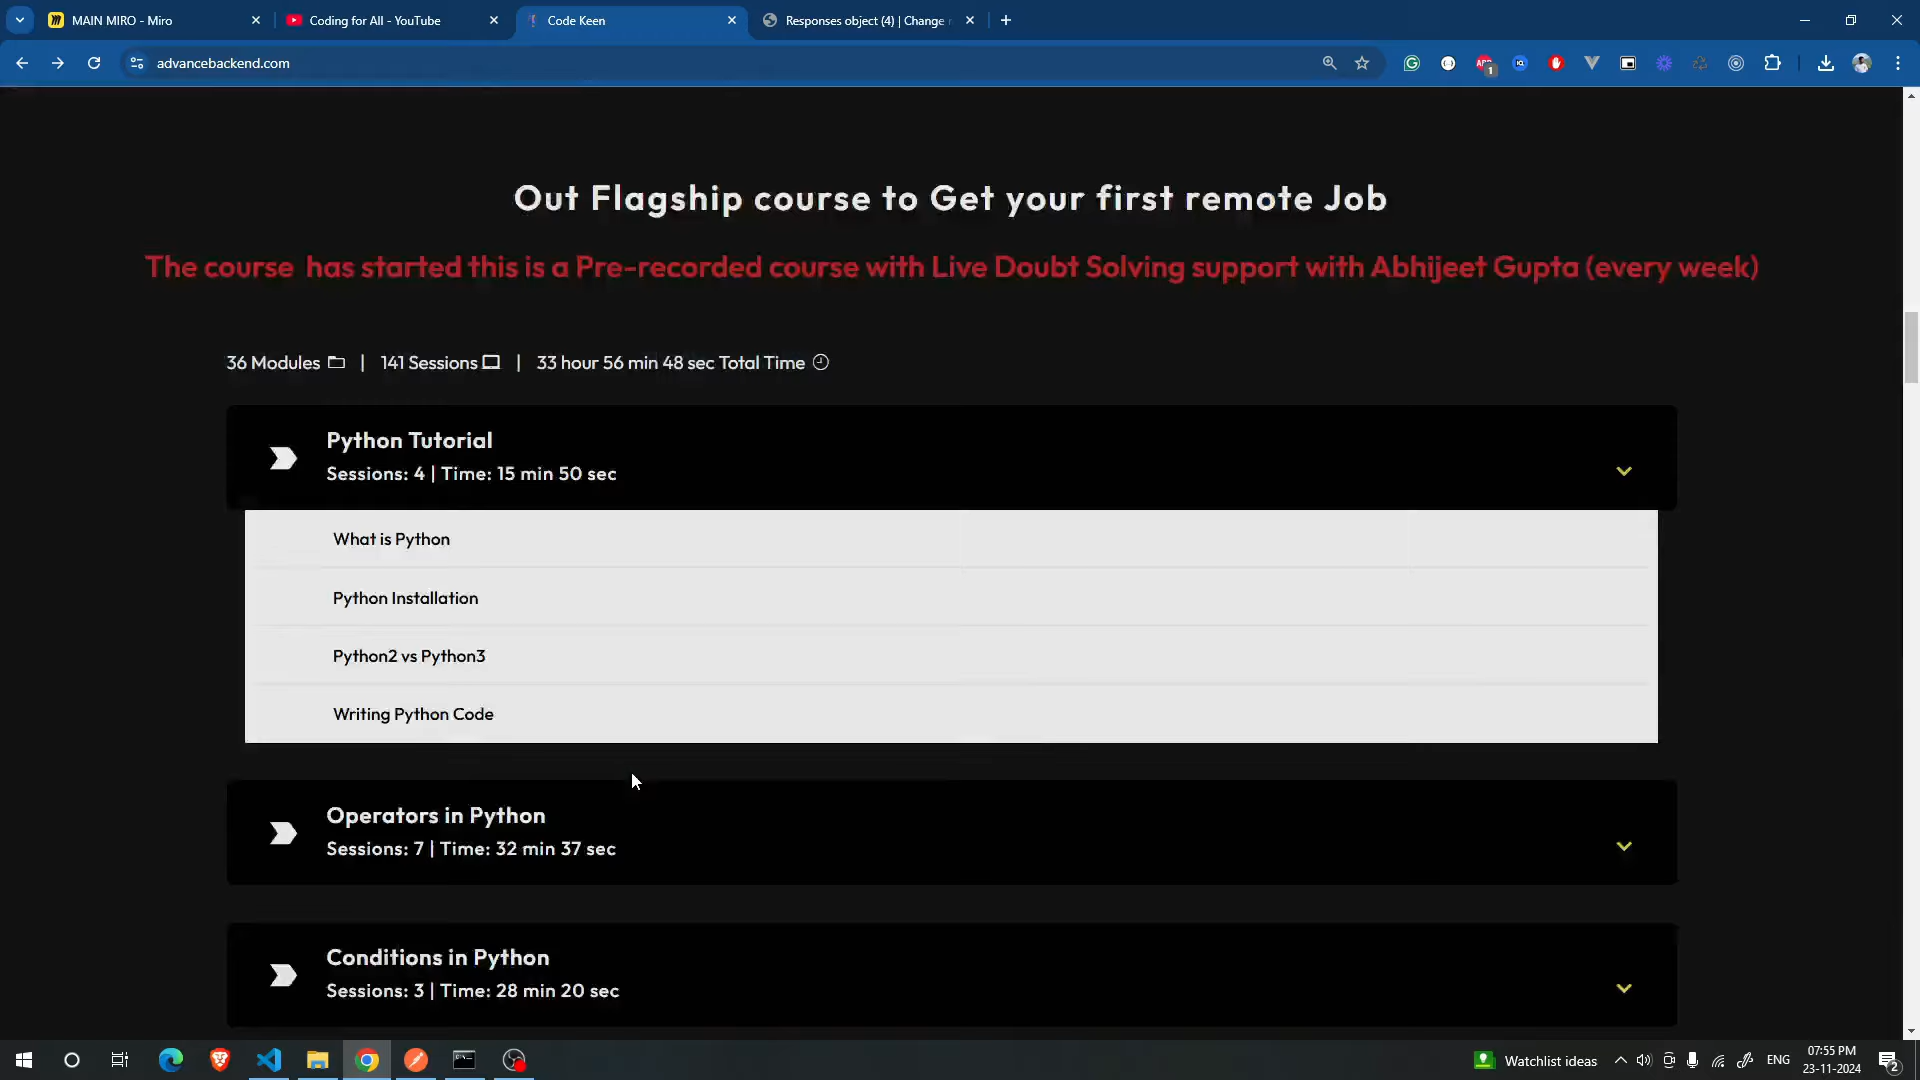 MAIN MIRO - Miro
Coding for All - YouTube
Code Keen
Responses object (4) | Change
advancebackend.com
1
Out Flagship course to Get your first remote Job
The course has started this is a Pre-recorded course with Live Doubt Solving support with Abhijeet Gupta (every week)
36 Modules | 141 Sessions | 33 hour 56 min 48 sec Total Time
Python Tutorial
Sessions: 4 | Time: 15 min 50 sec
What is Python
Python Installation
Python2 vs Python3
Writing Python Code
Operators in Python
Sessions: 7 | Time: 32 min 37 sec
Conditions in Python
Sessions: 3 | Time: 28 min 20 sec
Watchlist ideas
ENG
07:55 PM
23-11-2024
2